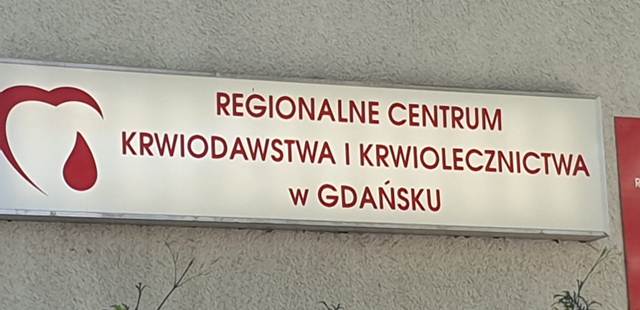 REGIONALNE CENTRUM
KRWIODAWSTWA I KRWIOLECZNICTWA
w GDAŃSKU